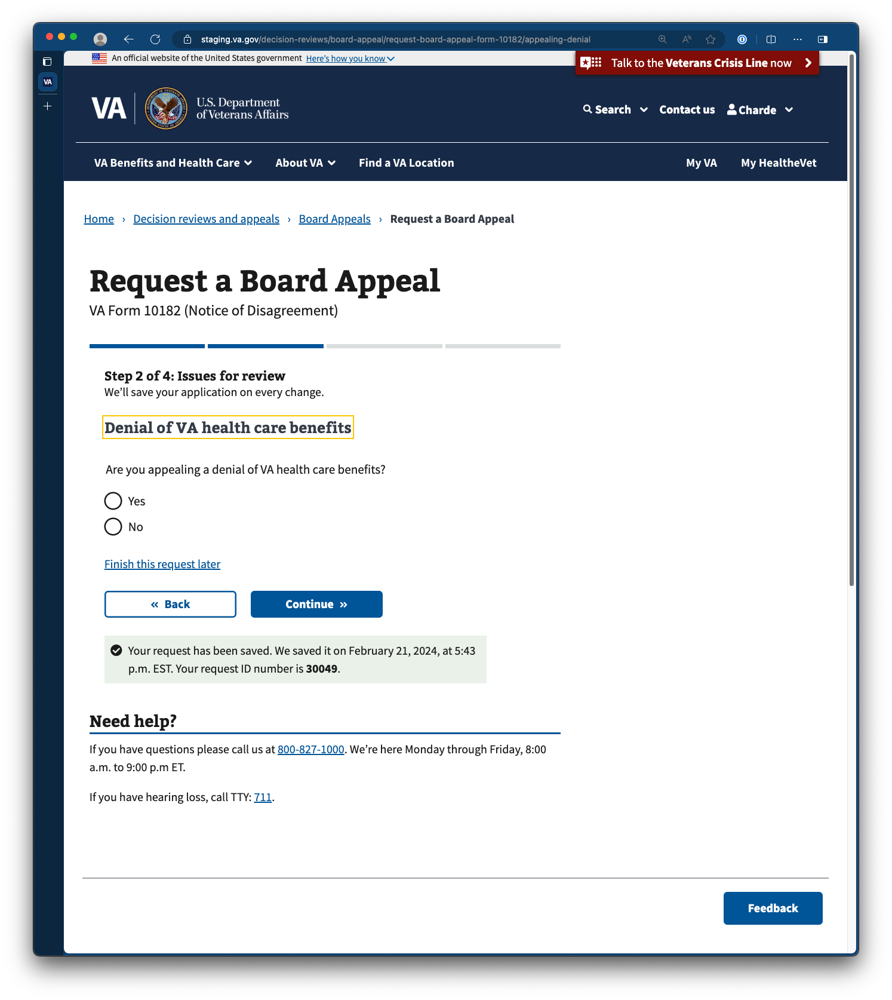 staging.va.gov/decision-reviews/board-appeal/request-board-appeal-form-10182/appealing-denial
VA
An official website of the United States government Here’s how you know
Talk to the Veterans Crisis Line now
VA
U.S. Department
of Veterans Affairs
Search Contact us Charde
VA Benefits and Health Care About VA Find a VA Location My VA My HealtheVet
Home › Decision reviews and appeals › Board Appeals › Request a Board Appeal
Request a Board Appeal
VA Form 10182 (Notice of Disagreement)
Step 2 of 4: Issues for review
We’ll save your application on every change.
Denial of VA health care benefits
Are you appealing a denial of VA health care benefits?
Yes
No
Finish this request later
« Back
Continue »
Your request has been saved. We saved it on February 21, 2024, at 5:43
p.m. EST. Your request ID number is 30049.
Need help?
If you have questions please call us at 800-827-1000. We’re here Monday through Friday, 8:00
a.m. to 9:00 p.m ET.
If you have hearing loss, call TTY: 711.
Feedback